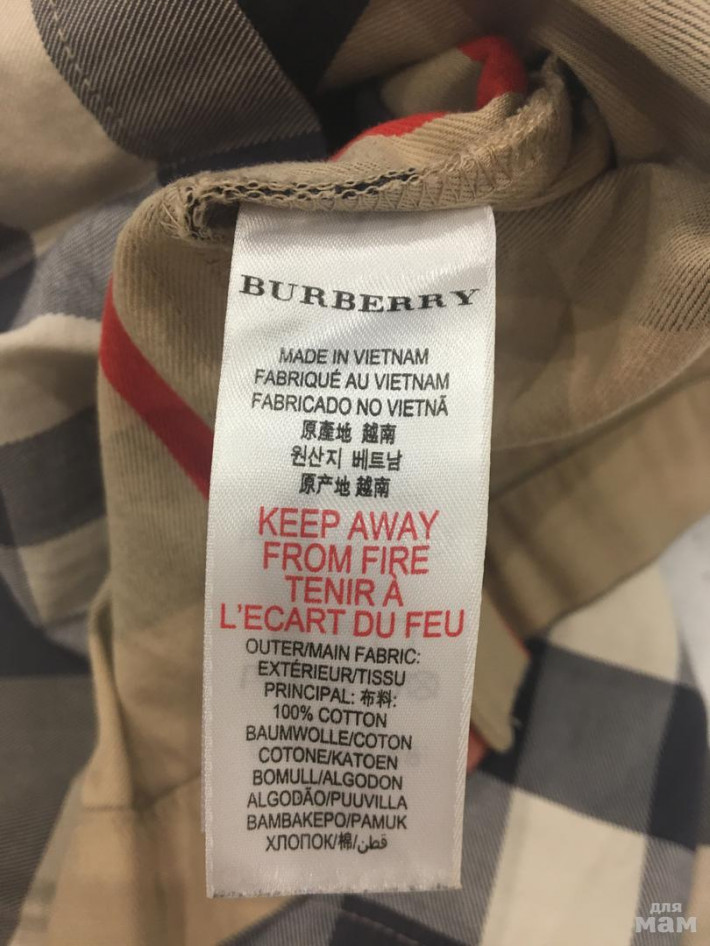 BURBERRY
MADE IN VIETNAM
FABRIQUÉ AU VIETNAM
FABRICADO NO VIETNÃ
原產地 越南
원산지 베트남
原产地 越南
KEEP AWAY
FROM FIRE
TENIR À
L'ECART DU FEU
OUTER/MAIN FABRIC:
EXTÉRIEUR/TISSU
PRINCIPAL: 布料:
100% COTTON
BAUMWOLLE/COTON
COTONE/KATOEN
BOMULL/ALGODON
ALGODÃO/PUUVILLA
BAMBAKEPO/PAMUK
ХЛОПОК/棉/قطن
для
мам